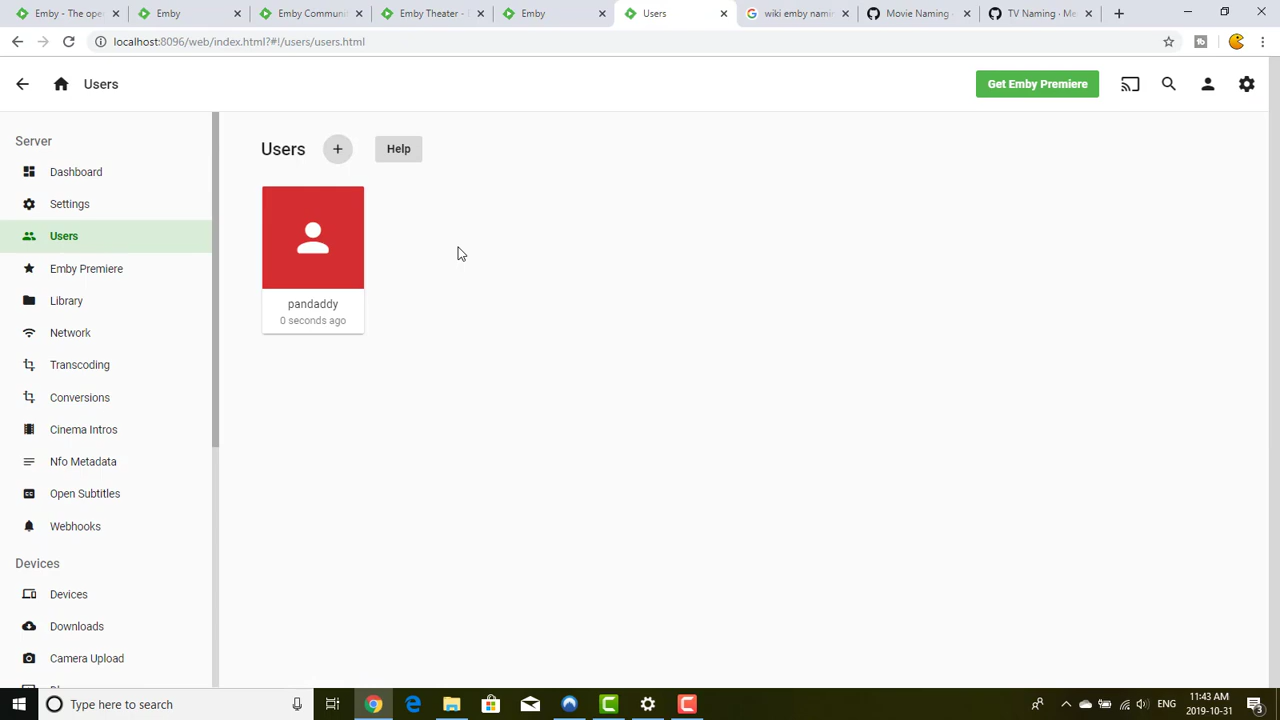 Emby - The open
Emby
Emby Communi
Emby Theater -
Emby
Users
wiki emby nami
Movie Naming
TV Naming - Me
localhost:8096/web/index.html?#!/users/users.html
Users
Get Emby Premiere
Server
Dashboard
Settings
Users
Emby Premiere
Library
Network
Transcoding
Conversions
Cinema Intros
Nfo Metadata
Open Subtitles
Webhooks
Devices
Devices
Downloads
Camera Upload
Users
+
Help
pandaddy
0 seconds ago
Type here to search
ENG
11:43 AM
2019-10-31
3